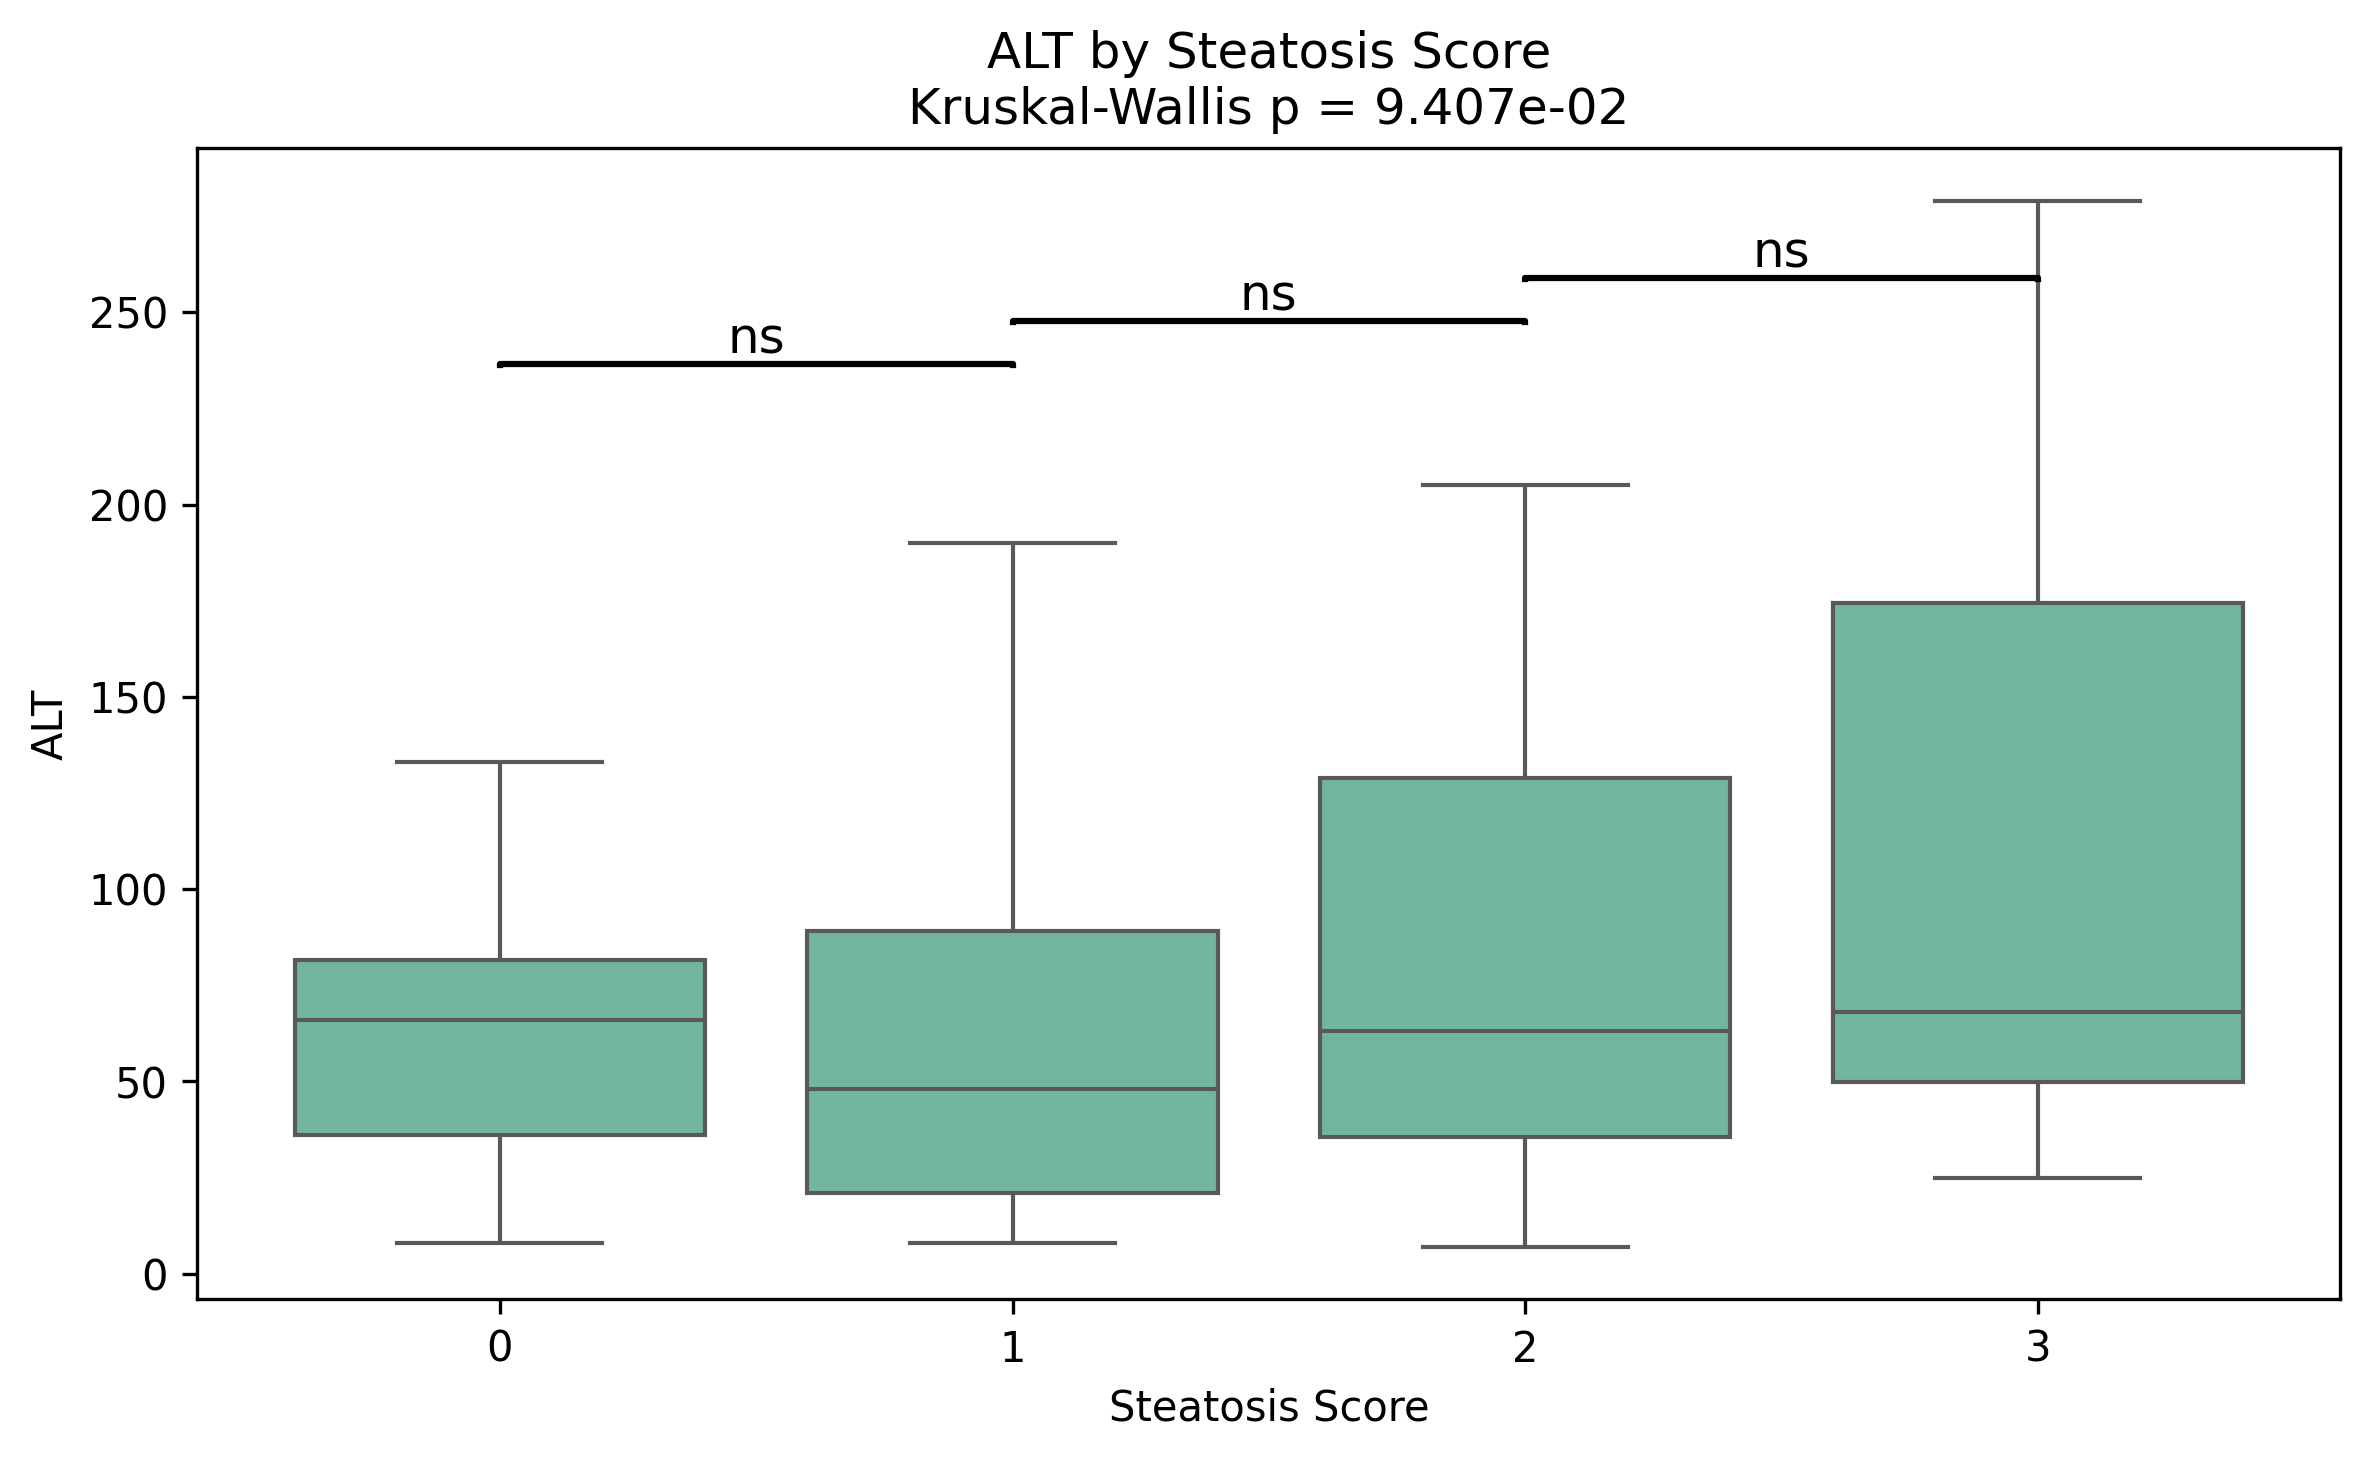 ALT by Steatosis Score
Kruskal-Wallis p = 9.407e-02
ns
ns
ns
250
200
150
100
50
0
ALT
0 1 2 3
Steatosis Score